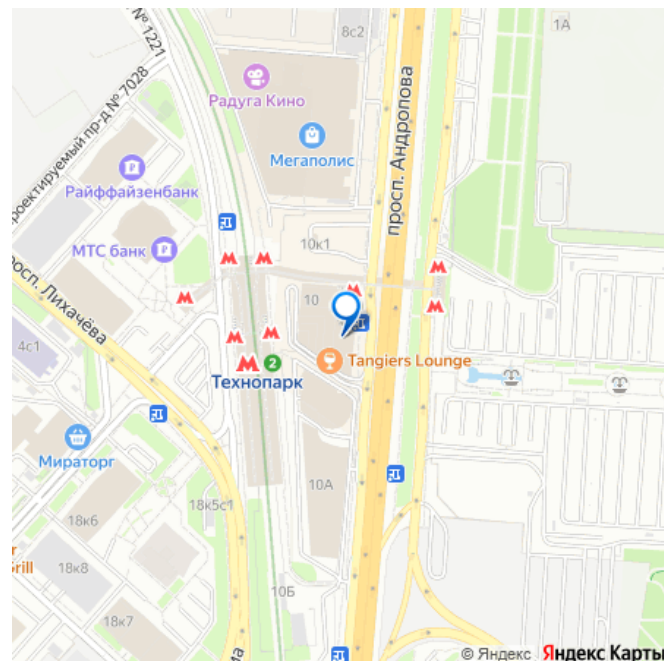 8с2
1А
№ 1221
Проектируемый пр-д № 7028
Радуга Кино
Мегаполис
просп. Андропова
Райффайзенбанк
МТС банк
10к1
10
просп. Лихачёва
4с1
Tangiers Lounge
2
Технопарк
Мираторг
18к5с1
10А
18к6
18к8
18к7
10Б
© Яндекс Яндекс Карты